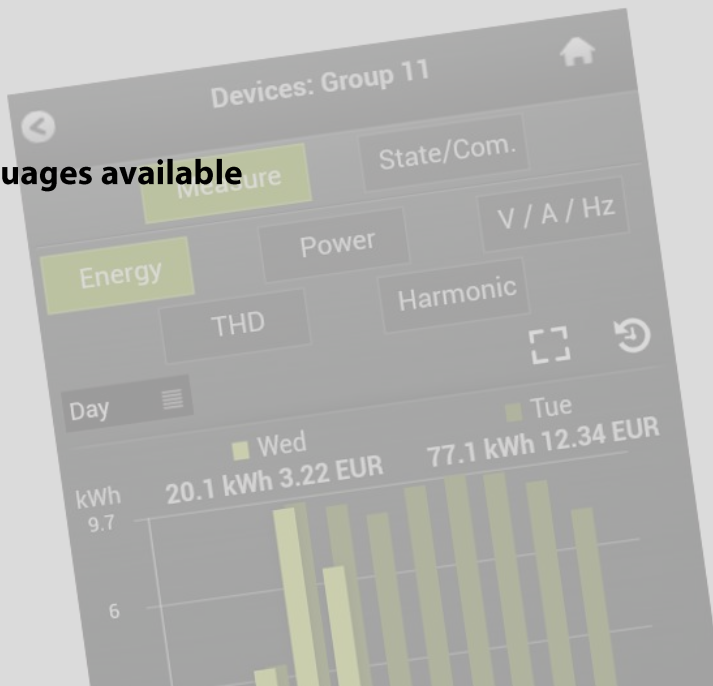 Devices: Group 11
uages available
Measure
State/Com.
Energy
Power
V / A / Hz
THD
Harmonic
Day
Wed
Tue
20.1 kWh 3.22 EUR
77.1 kWh 12.34 EUR
kWh
9.7
6